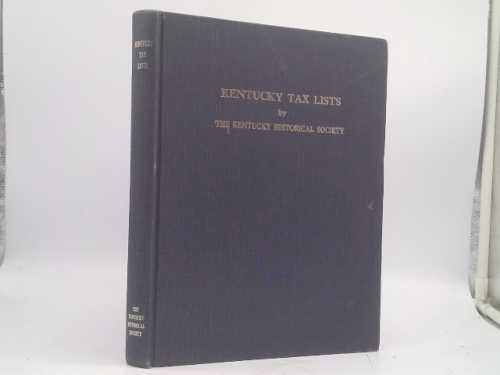 KENTUCKY
TAX
LISTS
KENTUCKY TAX LISTS
by
THE KENTUCKY HISTORICAL SOCIETY
THE
KENTUCKY
HISTORICAL
SOCIETY